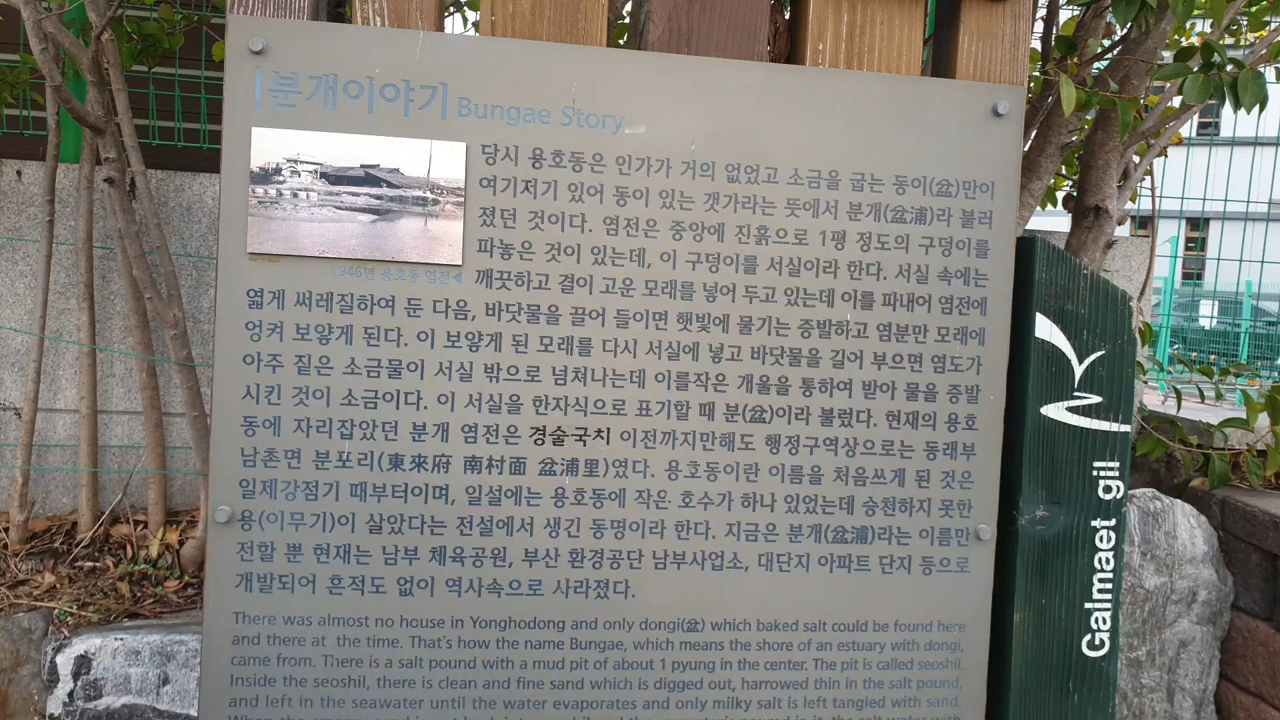 분개이야기 Bungae Story
당시 용호동은 인가가 거의 없었고 소금을 굽는 동이(盆)만이
여기저기 있어 동이 있는 갯가라는 뜻에서 분개(盆浦)라 불러
졌던 것이다. 염전은 중앙에 진흙으로 1평 정도의 구덩이를
파놓은 것이 있는데, 이 구덩이를 서실이라 한다. 서실 속에는
깨끗하고 결이 고운 모래를 넣어 두고 있는데 이를 파내어 염전에
1946년 용호동 염전◀
엷게 써레질하여 둔 다음, 바닷물을 끌어 들이면 햇빛에 물기는 증발하고 염분만 모래에
엉켜 보얗게 된다. 이 보얗게 된 모래를 다시 서실에 넣고 바닷물을 길어 부으면 염도가
아주 짙은 소금물이 서실 밖으로 넘쳐나는데 이를작은 개울을 통하여 받아 물을 증발
시킨 것이 소금이다. 이 서실을 한자식으로 표기할 때 분(盆)이라 불렀다. 현재의 용호
동에 자리잡았던 분개 염전은 경술국치 이전까지만해도 행정구역상으로는 동래부
남촌면 분포리(東來府 南村面 盆浦里)였다. 용호동이란 이름을 처음쓰게 된 것은
일제강점기 때부터이며, 일설에는 용호동에 작은 호수가 하나 있었는데 승천하지 못한
용(이무기)이 살았다는 전설에서 생긴 동명이라 한다. 지금은 분개(盆浦)라는 이름만
전할 뿐 현재는 남부 체육공원, 부산 환경공단 남부사업소, 대단지 아파트 단지 등으로
개발되어 흔적도 없이 역사속으로 사라졌다.
There was almost no house in Yonghodong and only dongi(盆) which baked salt could be found here
and there at the time. That's how the name Bungae, which means the shore of an estuary with dongi,
came from. There is a salt pound with a mud pit of about 1 pyung in the center. The pit is called seoshil.
Inside the seoshil, there is clean and fine sand which is digged out, harrowed thin in the salt pound,
and left in the seawater until the water evaporates and only milky salt is left tangled with sand.
Galmaet gil